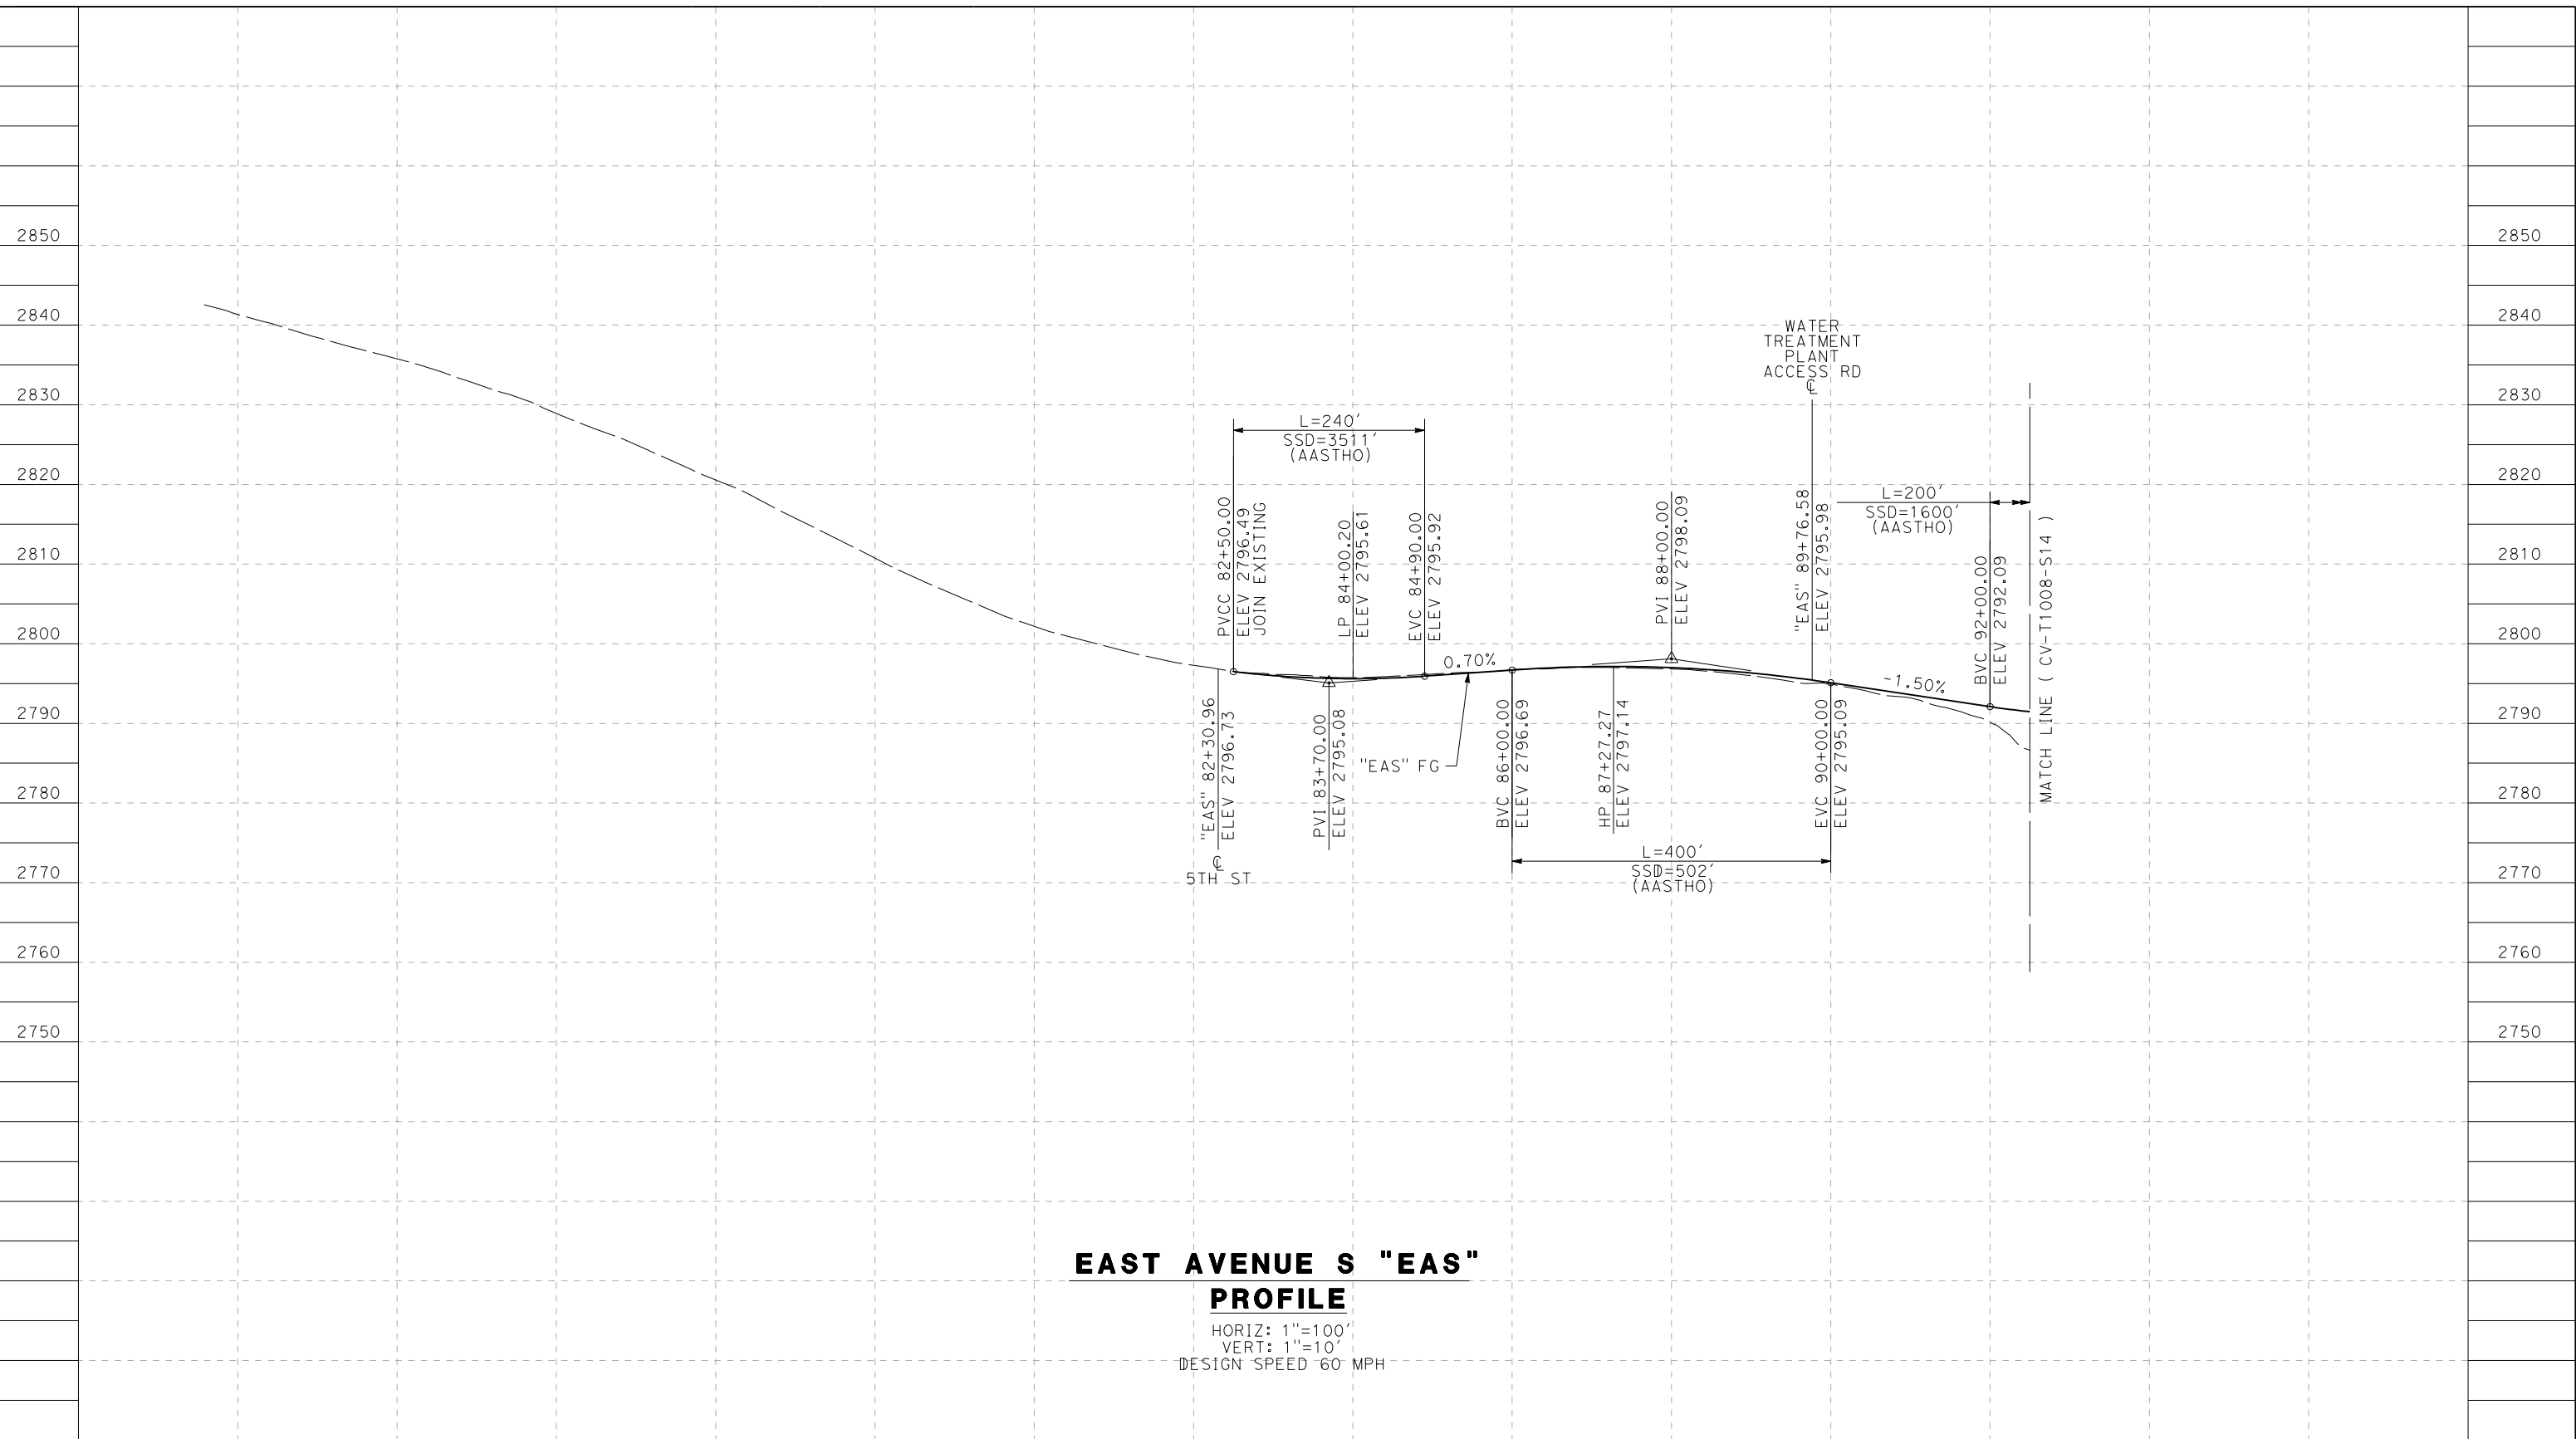 2850
2840
2830
2820
2810
2800
2790
2780
2770
2760
2750
L=240'
SSD=3511'
(AASTHO)
PVCC 82+50.00
ELEV 2796.49
JOIN EXISTING
LP 84+00.20
ELEV 2795.61
EVC 84+90.00
ELEV 2795.92
"EAS" 82+30.96
ELEV 2796.73
℄
5TH ST
PVI 83+70.00
ELEV 2795.08
0.70%
"EAS" FG
BVC 86+00.00
ELEV 2796.69
HP 87+27.27
ELEV 2797.14
L=400'
SSD=502'
(AASTHO)
PVI 88+00.00
ELEV 2798.09
WATER
TREATMENT
PLANT
ACCESS RD
℄
"EAS" 89+76.58
ELEV 2795.98
EVC 90+00.00
ELEV 2795.09
-1.50%
L=200'
SSD=1600'
(AASTHO)
BVC 92+00.00
ELEV 2792.09
MATCH LINE ( CV-T1008-S14 )
2850
2840
2830
2820
2810
2800
2790
2780
2770
2760
2750
EAST AVENUE S "EAS"
PROFILE
HORIZ: 1"=100'
VERT: 1"=10'
DESIGN SPEED 60 MPH